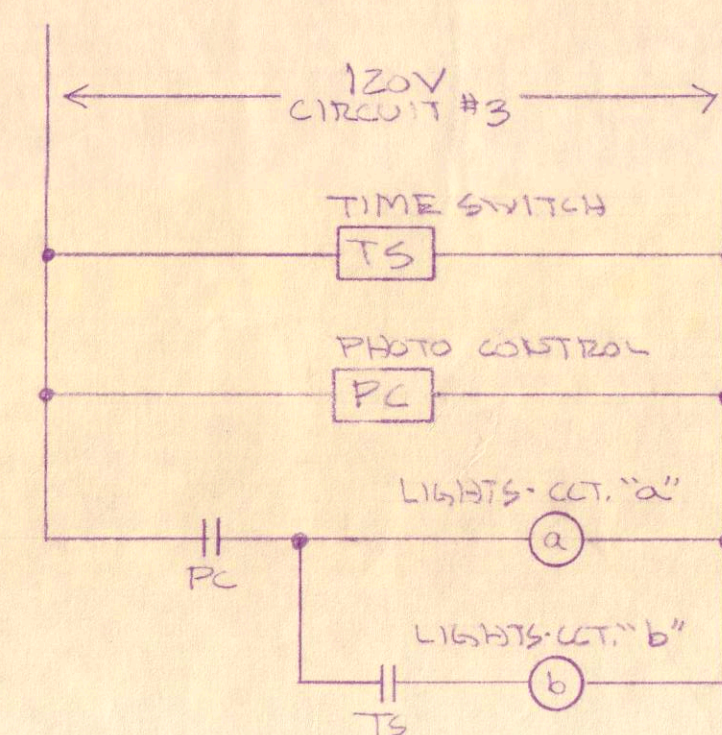 120V
CIRCUIT #3
TIME SWITCH
TS
PHOTO CONTROL
PC
LIGHTS-CCT. "a"
a
PC
LIGHTS-CCT. "b"
b
TS